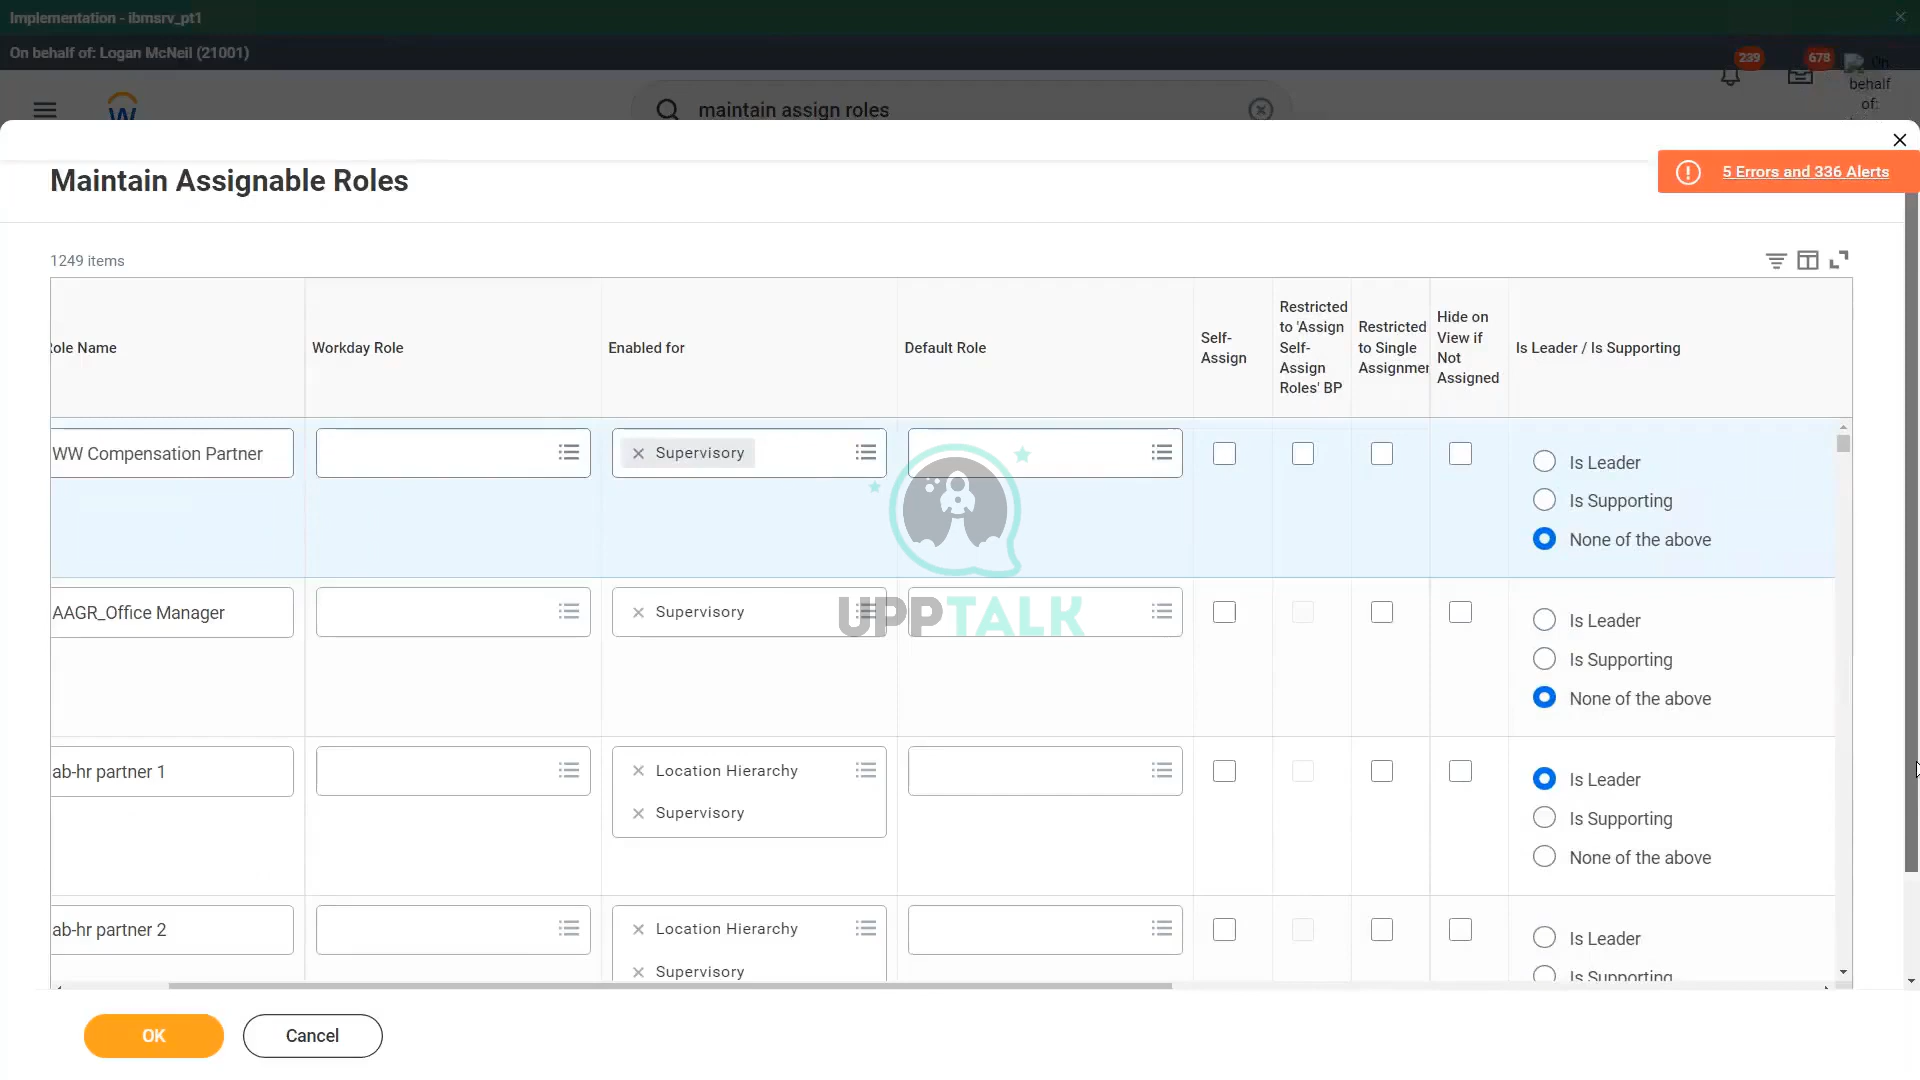 Implementation - ibmsrv_pt1
On behalf of: Logan McNeil (21001)
239
678
On
behalf
of:
maintain assign roles
Maintain Assignable Roles
5 Errors and 336 Alerts
1249 items
Role Name
Workday Role
Enabled for
Default Role
Self-
Assign
Restricted
to 'Assign
Self-
Assign
Roles' BP
Restricted
to Single
Assignmen
Hide on
View if
Not
Assigned
Is Leader / Is Supporting
WW Compensation Partner
Supervisory
Is Leader
Is Supporting
None of the above
AAGR_Office Manager
Supervisory
Is Leader
Is Supporting
None of the above
UPPTALK
ab-hr partner 1
Location Hierarchy
Supervisory
Is Leader
Is Supporting
None of the above
ab-hr partner 2
Location Hierarchy
Supervisory
Is Leader
Is Supporting
OK
Cancel